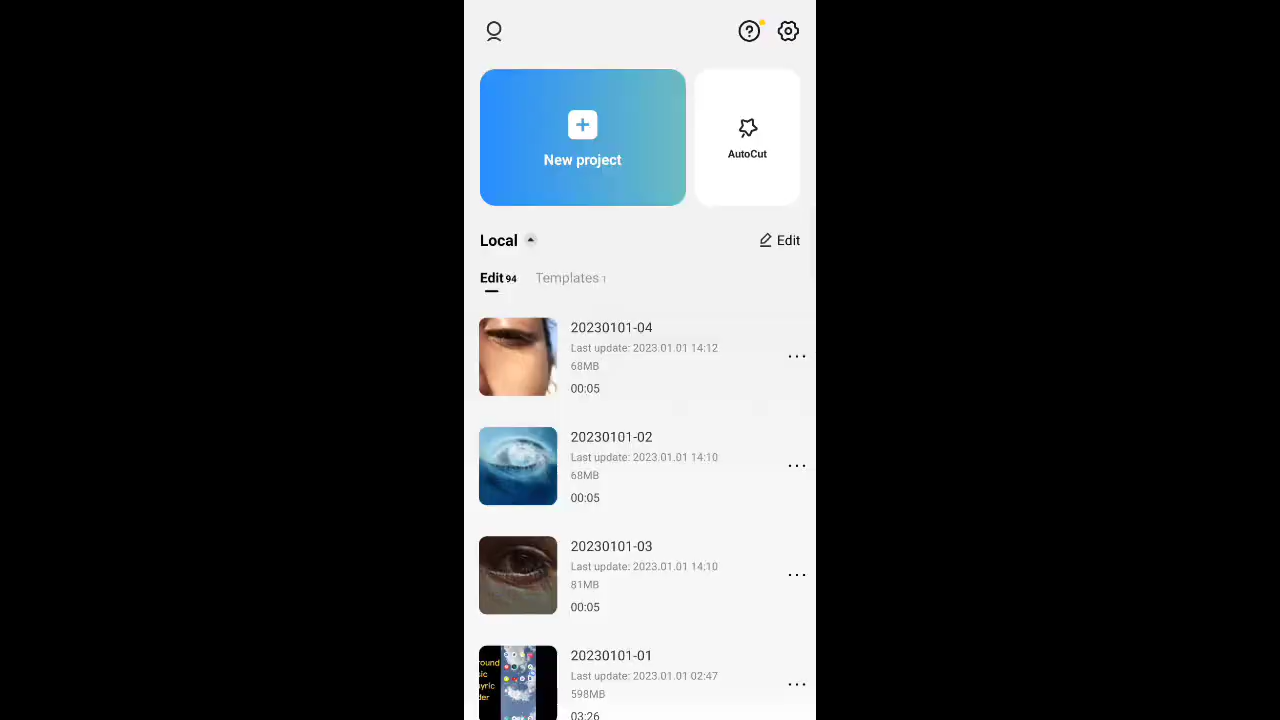 New project
AutoCut
Local
Edit
Edit 94
Templates 1
20230101-04
Last update: 2023.01.01 14:12
68MB
00:05
20230101-02
Last update: 2023.01.01 14:10
68MB
00:05
20230101-03
Last update: 2023.01.01 14:10
81MB
00:05
20230101-01
Last update: 2023.01.01 02:47
598MB
03:26